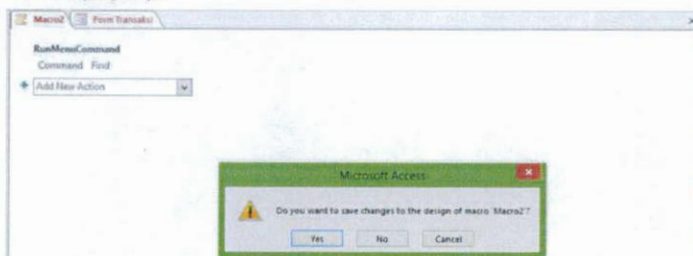 Macro2 Form Transaksi
RunMenuCommand
Command Find
Add New Action
Microsoft Access
Do you want to save changes to the design of macro 'Macro2'?
Yes No Cancel